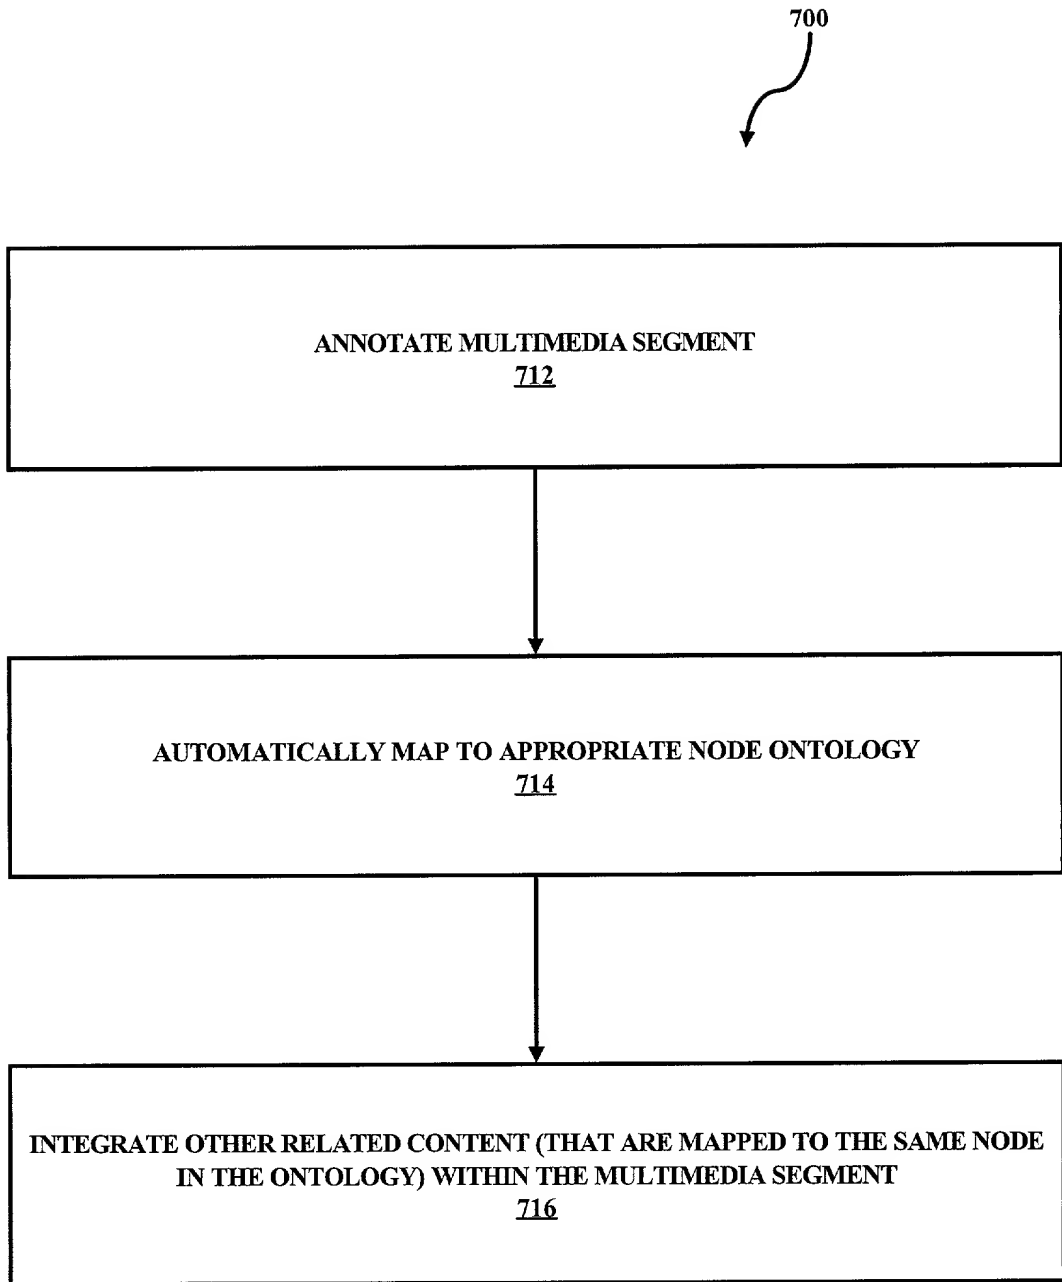 700
ANNOTATE MULTIMEDIA SEGMENT
712
AUTOMATICALLY MAP TO APPROPRIATE NODE ONTOLOGY
714
INTEGRATE OTHER RELATED CONTENT (THAT ARE MAPPED TO THE SAME NODE
IN THE ONTOLOGY) WITHIN THE MULTIMEDIA SEGMENT
716